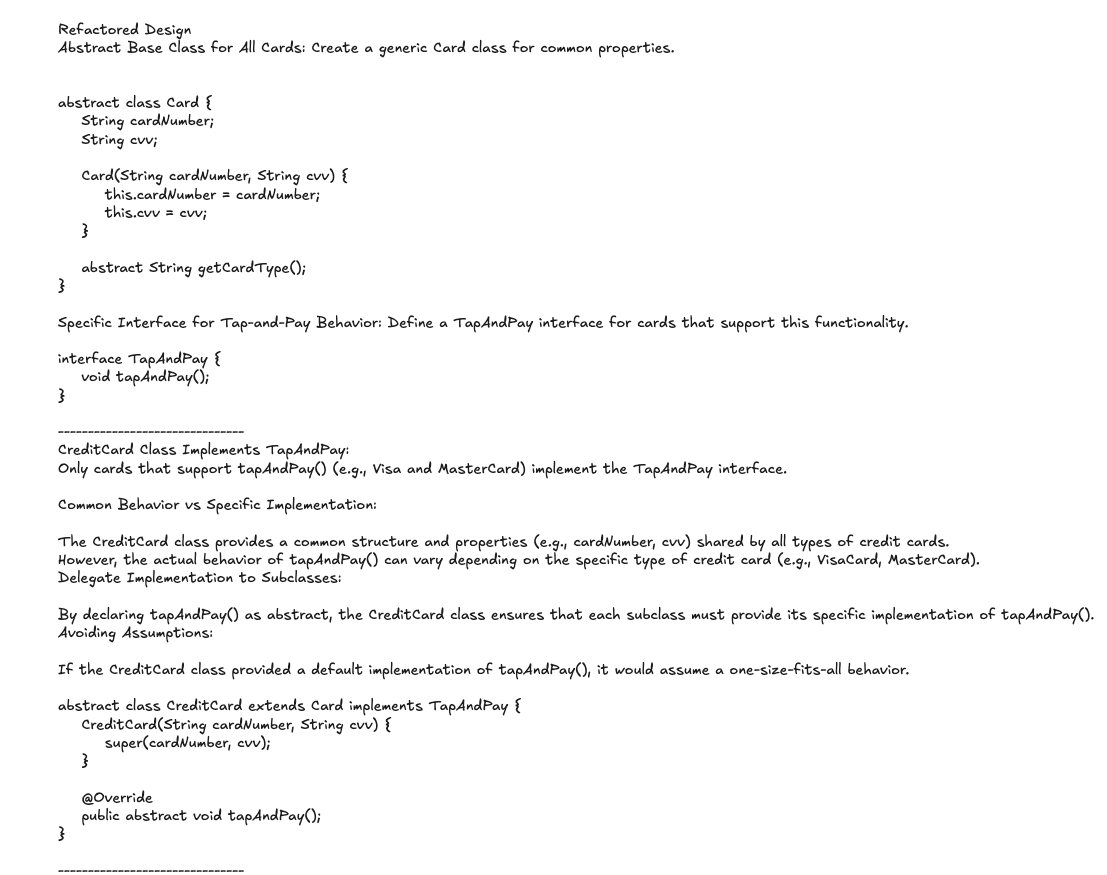 Refactored Design
Abstract Base Class for All Cards: Create a generic Card class for common properties.
abstract class Card {
String cardNumber;
String cvv;
Card(String cardNumber, String cvv) {
this.cardNumber = cardNumber;
this.cvv = cvv;
}
abstract String getCardType();
}
Specific Interface for Tap-and-Pay Behavior: Define a TapAndPay interface for cards that support this functionality.
interface TapAndPay {
void tapAndPay();
}
-------------------------------
CreditCard Class Implements TapAndPay:
Only cards that support tapAndPay() (e.g., Visa and MasterCard) implement the TapAndPay interface.
Common Behavior vs Specific Implementation:
The CreditCard class provides a common structure and properties (e.g., cardNumber, cvv) shared by all types of credit cards.
However, the actual behavior of tapAndPay() can vary depending on the specific type of credit card (e.g., VisaCard, MasterCard).
Delegate Implementation to Subclasses:
By declaring tapAndPay() as abstract, the CreditCard class ensures that each subclass must provide its specific implementation of tapAndPay().
Avoiding Assumptions:
If the CreditCard class provided a default implementation of tapAndPay(), it would assume a one-size-fits-all behavior.
abstract class CreditCard extends Card implements TapAndPay {
CreditCard(String cardNumber, String cvv) {
super(cardNumber, cvv);
}
@Override
public abstract void tapAndPay();
}
-------------------------------